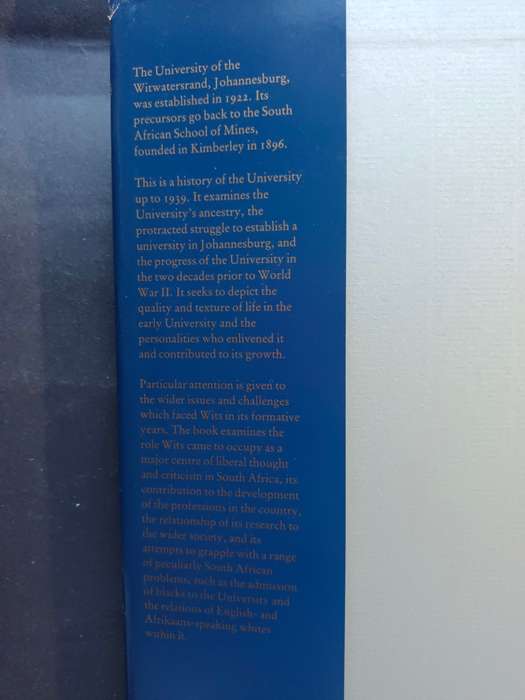 The University of the
Witwatersrand, Johannesburg,
was established in 1922. Its
precursors go back to the South
African School of Mines,
founded in Kimberley in 1896.
This is a history of the University
up to 1939. It examines the
University's ancestry, the
protracted struggle to establish a
university in Johannesburg, and
the progress of the University in
the two decades prior to World
War II. It seeks to depict the
quality and texture of life in the
early University and the
personalities who enlivened it
and contributed to its growth.
Particular attention is given to
the wider issues and challenges
which faced Wits in its formative
years. The book examines the
role Wits came to occupy as a
major centre of liberal thought
and criticism in South Africa, its
contribution to the development
of the professions in the country,
the relationship of its research to
the wider society, and its
attempts to grapple with a range
of peculiarly South African
problems, such as the admission
of blacks to the University and
the relations of English- and
Afrikaans-speaking whites
within it.